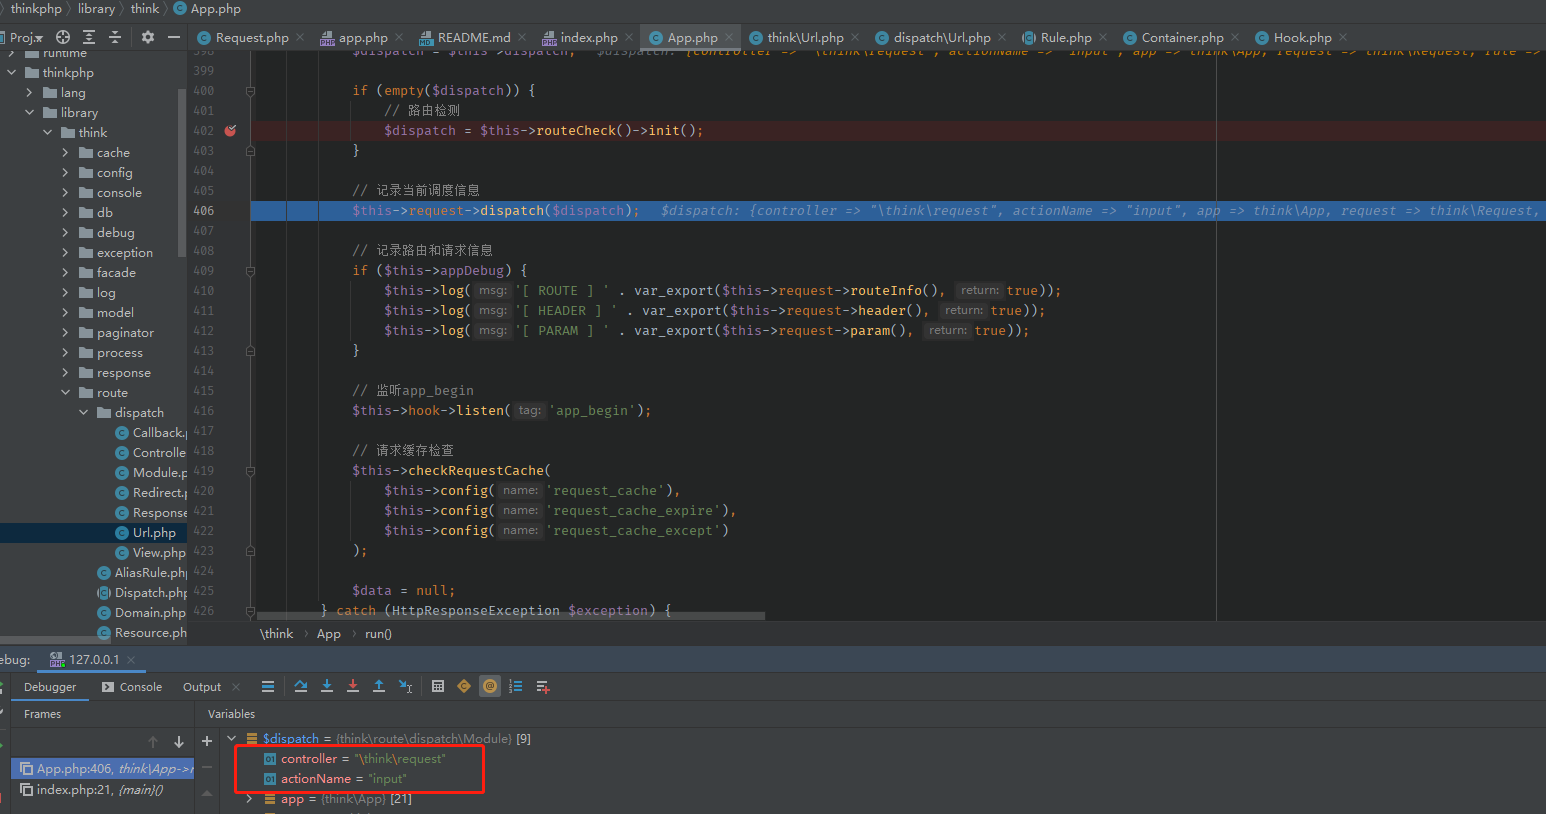 thinkphp library think App.php
Proj. Request.php app.php README.md index.php App.php think\Url.php dispatch\Url.php Rule.php Container.php Hook.php
runtime
thinkphp
lang
library
think
cache
config
console
db
debug
exception
facade
log
model
paginator
process
response
route
dispatch
Callback.p
Controlle
Module.p
Redirect.
Response
Url.php
View.php
AliasRule.php
Dispatch.php
Domain.php
Resource.ph
398 $dispatch = $this->dispatch; $dispatch: {controller => "\think\request", actionName => "input", app => think\App, request => think\Request, rule =>
399
400 if (empty($dispatch)) {
401 // 路由检测
402 $dispatch = $this->routeCheck()->init();
403 }
404
405 // 记录当前调度信息
406 $this->request->dispatch($dispatch); $dispatch: {controller => "\think\request", actionName => "input", app => think\App, request => think\Request,
407
408 // 记录路由和请求信息
409 if ($this->appDebug) {
410 $this->log( msg: '[ ROUTE ] ' . var_export($this->request->routeInfo(), return: true));
411 $this->log( msg: '[ HEADER ] ' . var_export($this->request->header(), return: true));
412 $this->log( msg: '[ PARAM ] ' . var_export($this->request->param(), return: true));
413 }
414
415 // 监听app_begin
416 $this->hook->listen( tag: 'app_begin');
417
418 // 请求缓存检查
419 $this->checkRequestCache(
420 $this->config( name: 'request_cache'),
421 $this->config( name: 'request_cache_expire'),
422 $this->config( name: 'request_cache_except')
423 );
424
425 $data = null;
426 } catch (HttpResponseException $exception) {
\think App run()
ebug: 127.0.0.1
Debugger Console Output
Frames Variables
App.php:406, think\App->r
index.php:21, {main}()
$dispatch = {think\route\dispatch\Module} [9]
controller = "\think\request"
actionName = "input"
app = {think\App} [21]